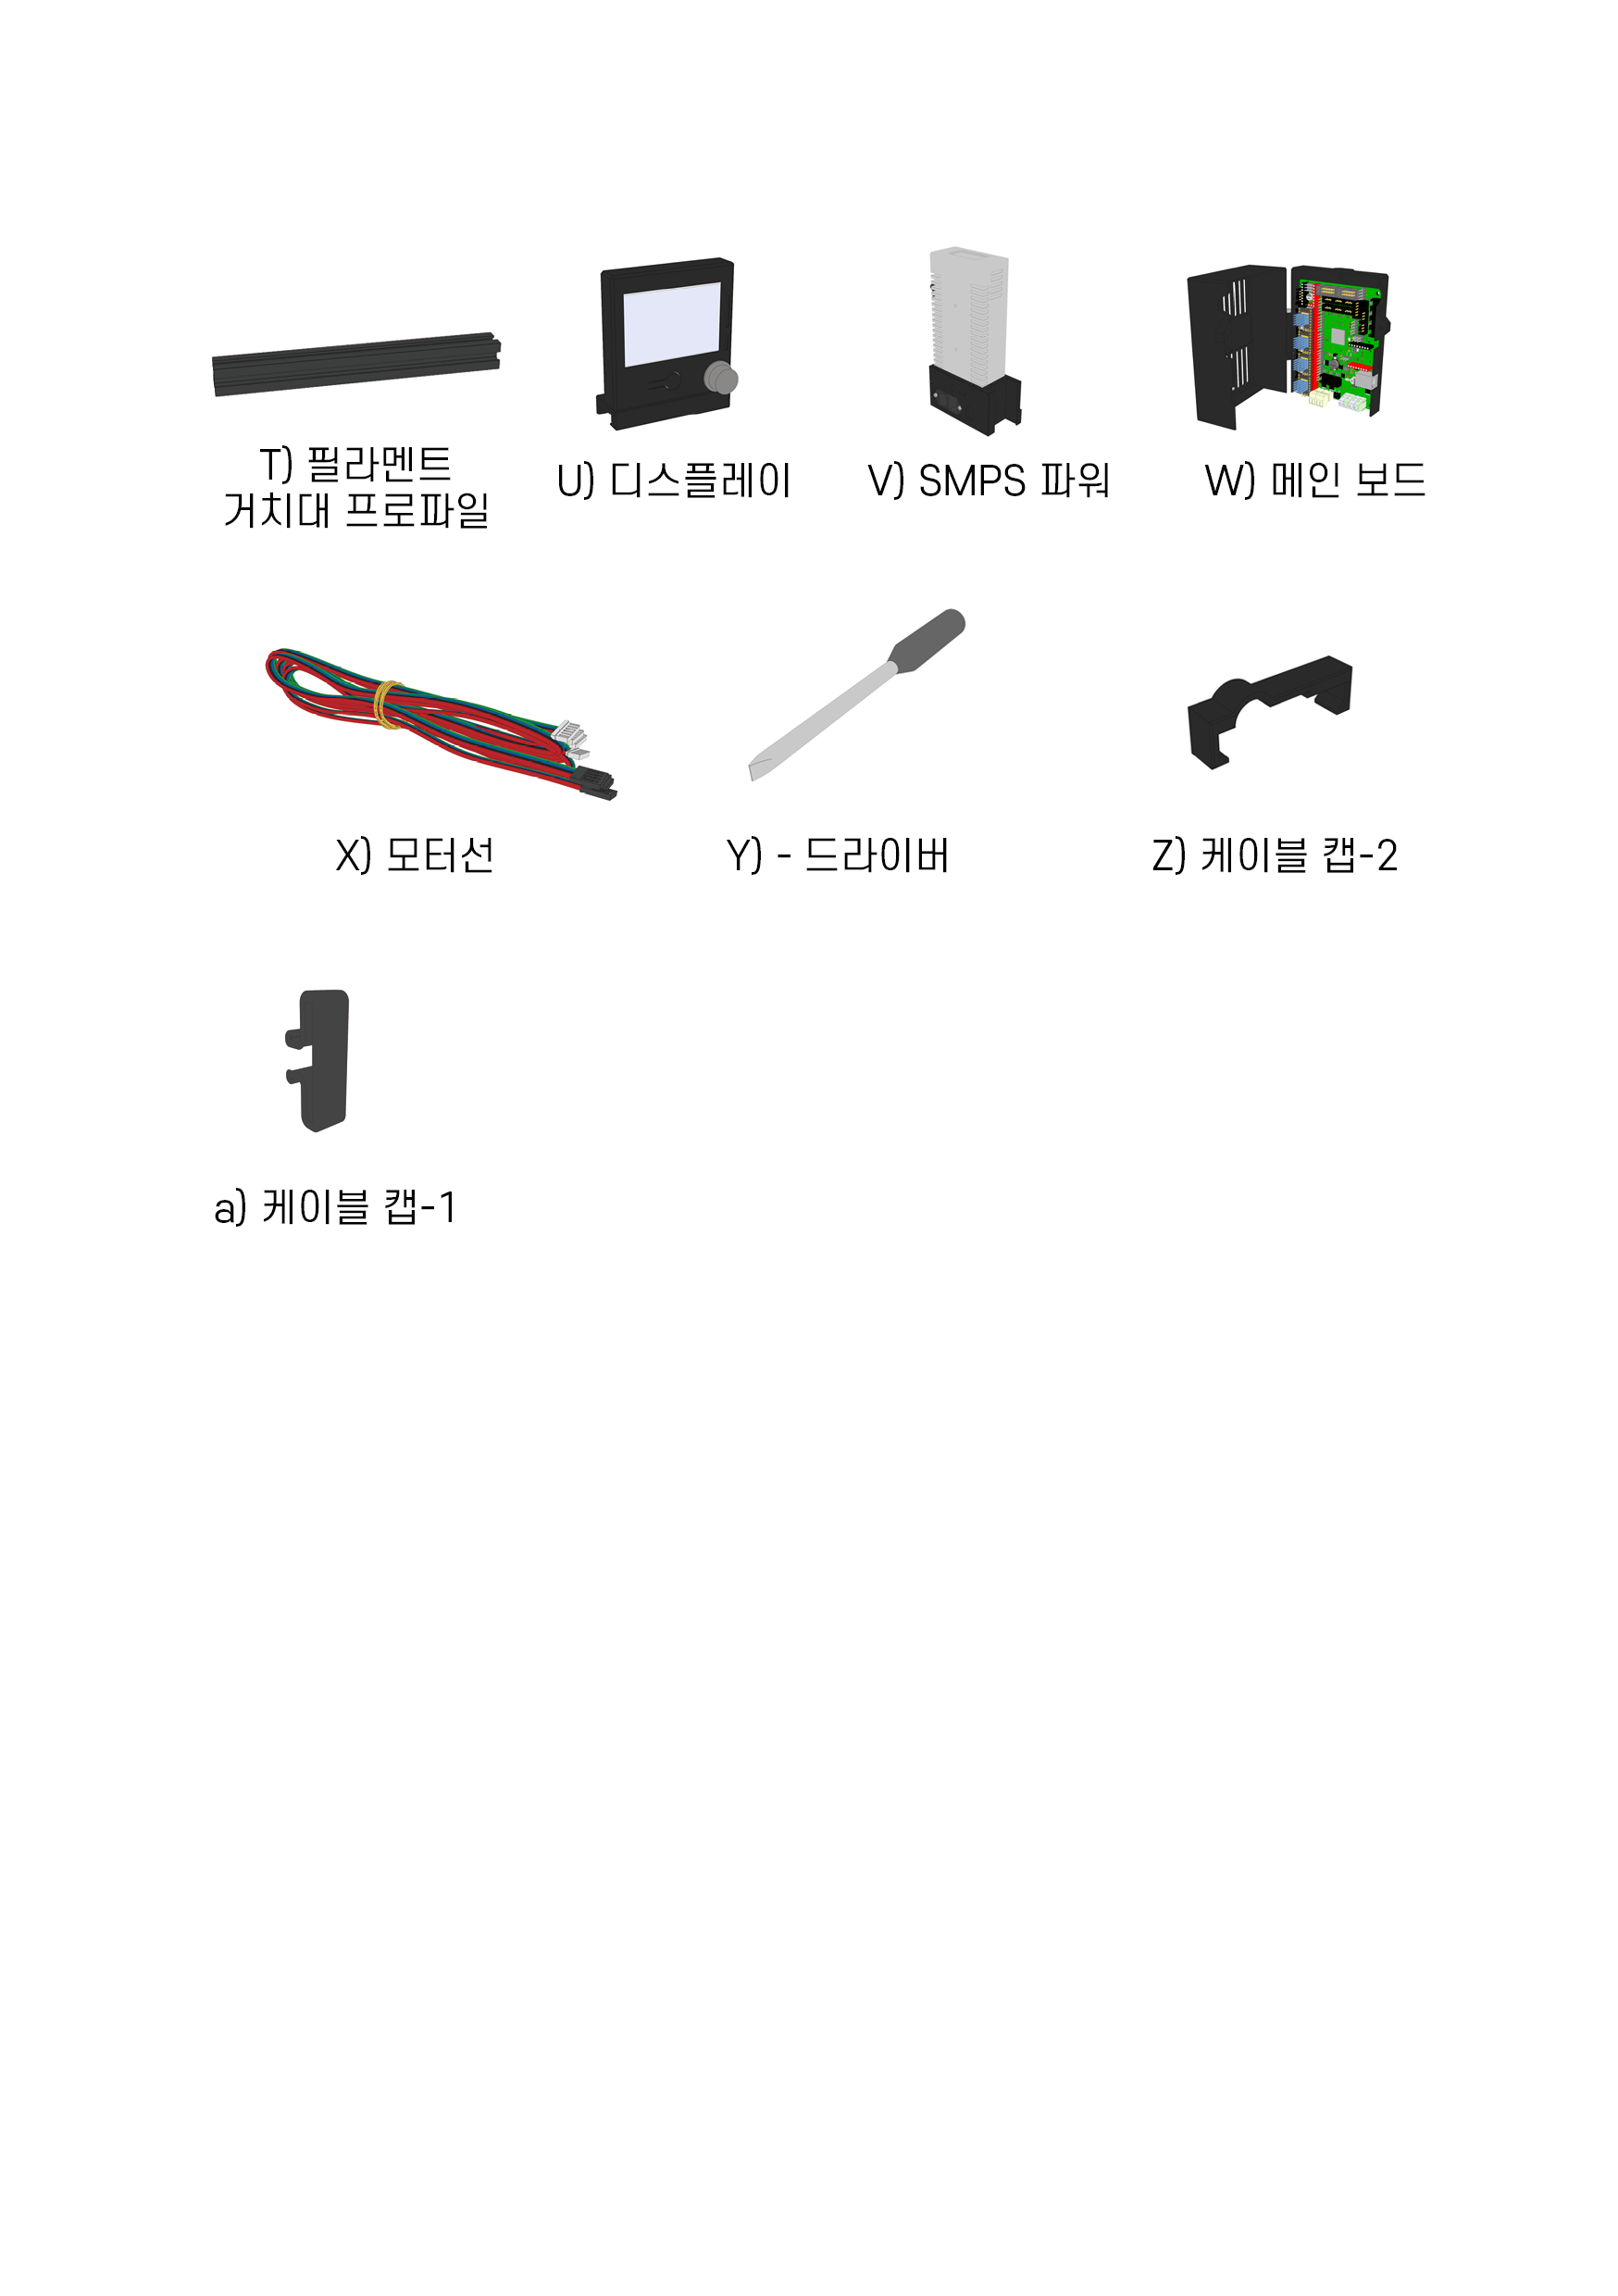 T) 필라멘트
거치대 프로파일
U) 디스플레이
V) SMPS 파워
W) 메인 보드
X) 모터선
Y) - 드라이버
Z) 케이블 캡-2
a) 케이블 캡-1